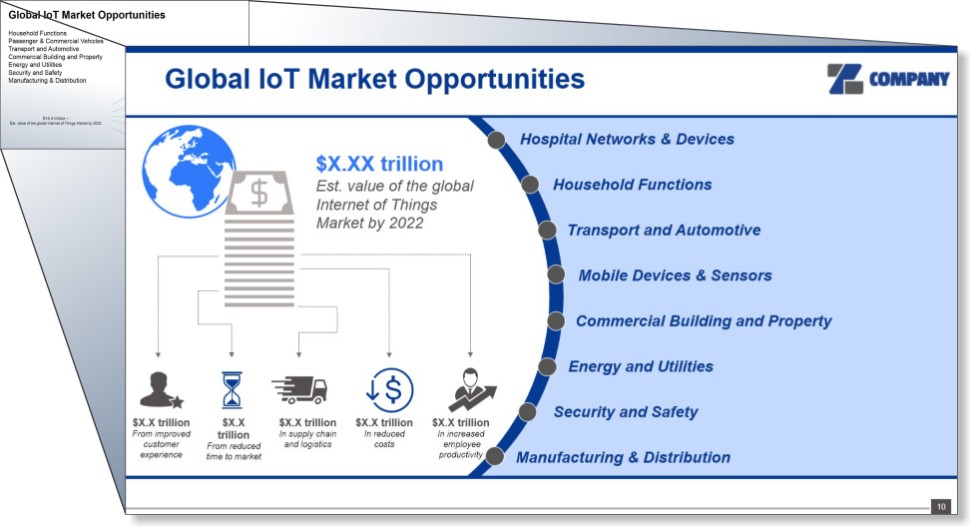 Global IoT Market Opportunities
Household Functions
Passenger & Commercial Vehicles
Transport and Automotive
Commercial Building and Property
Energy and Utilities
Security and Safety
Manufacturing & Distribution
Est. value of the global Internet of Things Market by 2022
Global IoT Market Opportunities
COMPANY
$X.XX trillion
Est. value of the global
Internet of Things
Market by 2022
Hospital Networks & Devices
Household Functions
Transport and Automotive
Mobile Devices & Sensors
Commercial Building and Property
Energy and Utilities
Security and Safety
Manufacturing & Distribution
$X.X trillion
From improved
customer
experience
$X.X
trillion
From reduced
time to market
$X.X trillion
In supply chain
and logistics
$X.X trillion
In reduced
costs
$X.X trillion
In increased
employee
productivity
10